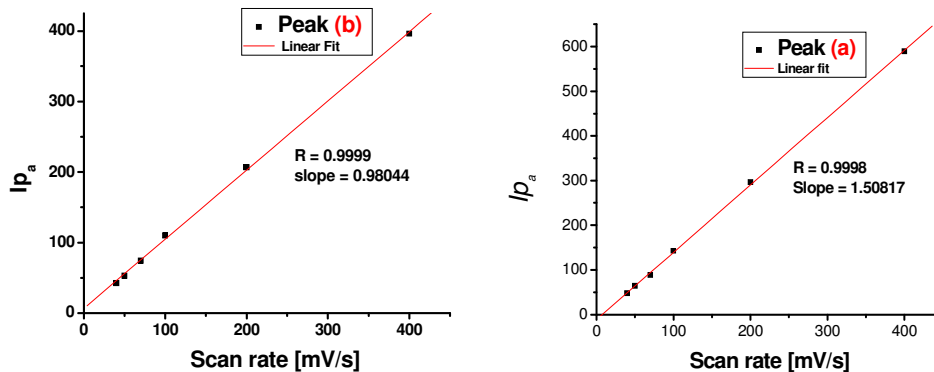 Peak (b)
Linear Fit
R = 0.9999
slope = 0.98044
Ip a
400
300
200
100
0
0 100 200 300 400
Scan rate [mV/s]
Peak (a)
Linear fit
R = 0.9998
Slope = 1.50817
Ip a
600
500
400
300
200
100
0
0 100 200 300 400
Scan rate [mV/s]